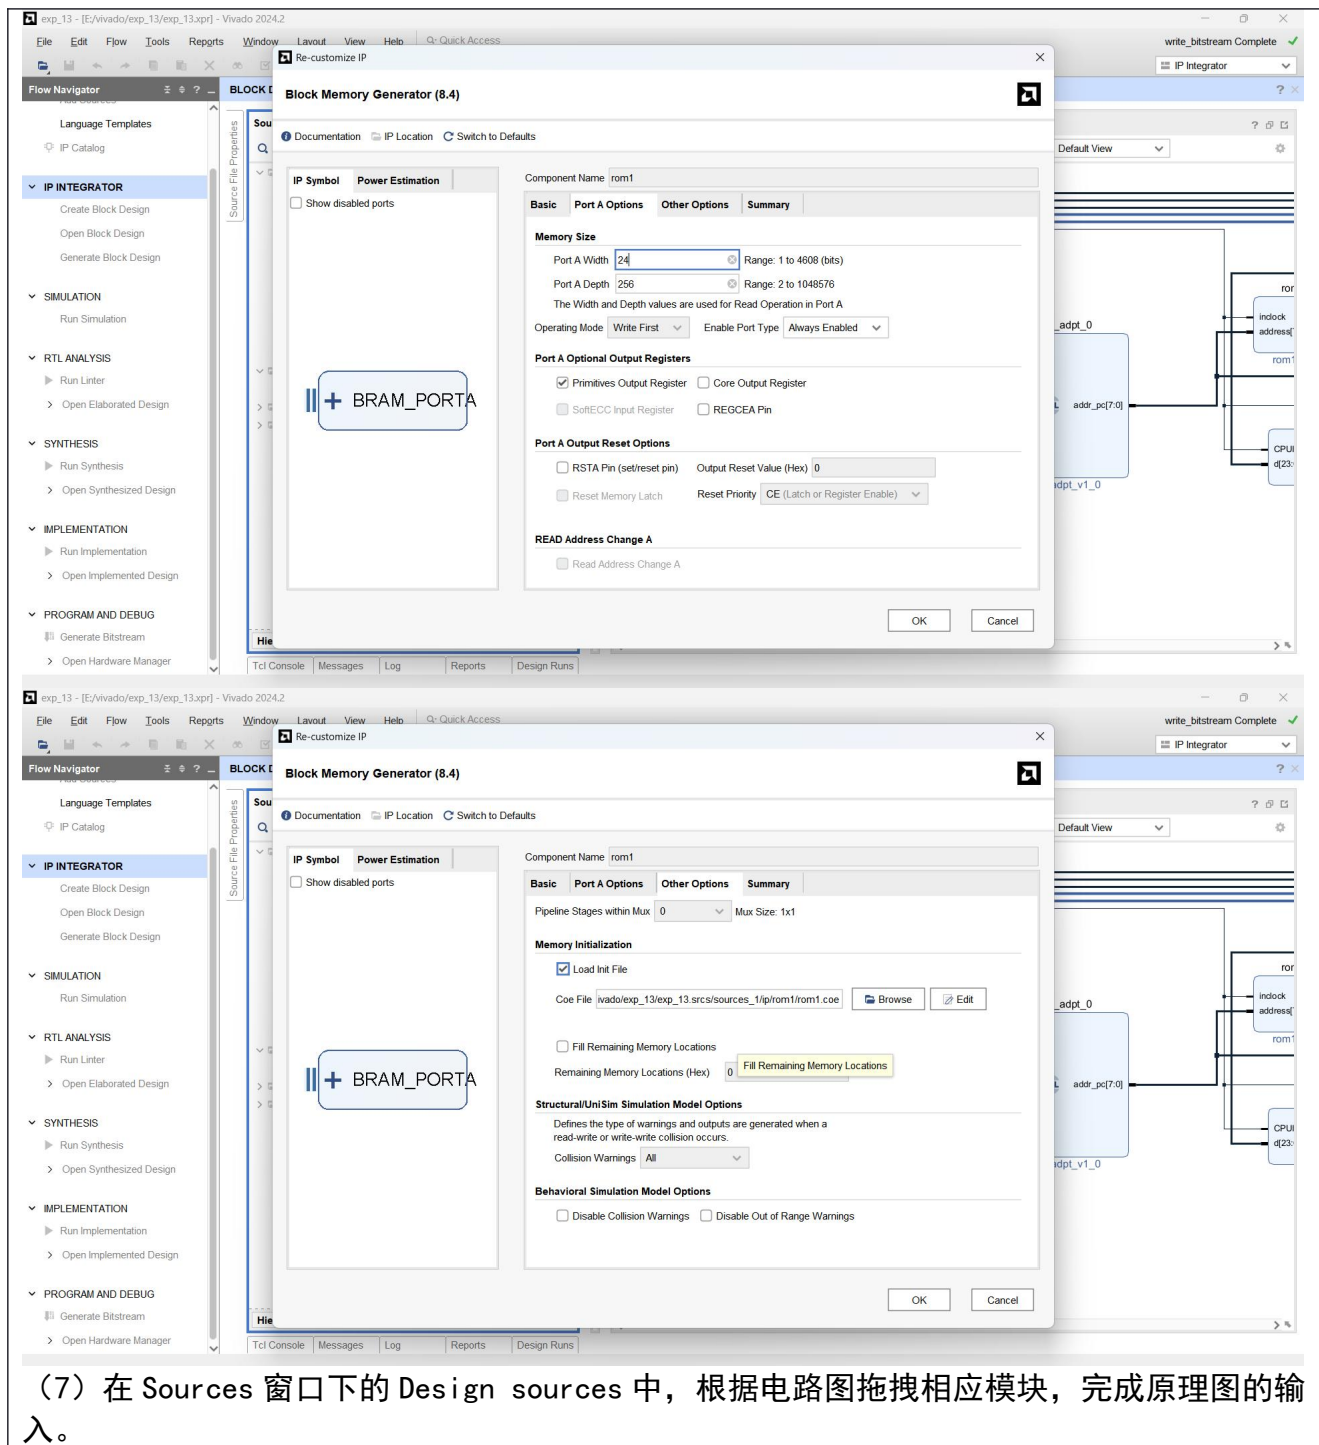 exp_13 - [E:/vivado/exp_13/exp_13.xpr] - Vivado 2024.2
File Edit Flow Tools Reports Window Layout View Help Quick Access
write_bitstream Complete
IP Integrator
Flow Navigator
Language Templates
IP Catalog
IP INTEGRATOR
Create Block Design
Open Block Design
Generate Block Design
SIMULATION
Run Simulation
RTL ANALYSIS
Run Linter
Open Elaborated Design
SYNTHESIS
Run Synthesis
Open Synthesized Design
IMPLEMENTATION
Run Implementation
Open Implemented Design
PROGRAM AND DEBUG
Generate Bitstream
Open Hardware Manager
Source File Properties
BLOCK D
Sou
Hie
Re-customize IP
Block Memory Generator (8.4)
Documentation IP Location Switch to Defaults
IP Symbol Power Estimation
Show disabled ports
BRAM_PORTA
Component Name rom1
Basic Port A Options Other Options Summary
Memory Size
Port A Width 24 Range: 1 to 4608 (bits)
Port A Depth 256 Range: 2 to 1048576
The Width and Depth values are used for Read Operation in Port A
Operating Mode Write First Enable Port Type Always Enabled
Port A Optional Output Registers
Primitives Output Register Core Output Register
SoftECC Input Register REGCEA Pin
Port A Output Reset Options
RSTA Pin (set/reset pin) Output Reset Value (Hex) 0
Reset Memory Latch Reset Priority CE (Latch or Register Enable)
READ Address Change A
Read Address Change A
OK Cancel
Default View
_adpt_0
addr_pc[7:0]
adpt_v1_0
inclock
address[
rom1
CPU
d[23:
Tcl Console Messages Log Reports Design Runs
exp_13 - [E:/vivado/exp_13/exp_13.xpr] - Vivado 2024.2
File Edit Flow Tools Reports Window Layout View Help Quick Access
write_bitstream Complete
IP Integrator
Flow Navigator
Language Templates
IP Catalog
IP INTEGRATOR
Create Block Design
Open Block Design
Generate Block Design
SIMULATION
Run Simulation
RTL ANALYSIS
Run Linter
Open Elaborated Design
SYNTHESIS
Run Synthesis
Open Synthesized Design
IMPLEMENTATION
Run Implementation
Open Implemented Design
PROGRAM AND DEBUG
Generate Bitstream
Open Hardware Manager
Source File Properties
BLOCK D
Sou
Hie
Re-customize IP
Block Memory Generator (8.4)
Documentation IP Location Switch to Defaults
IP Symbol Power Estimation
Show disabled ports
BRAM_PORTA
Component Name rom1
Basic Port A Options Other Options Summary
Pipeline Stages within Mux 0 Mux Size: 1x1
Memory Initialization
Load Init File
Coe File ivado/exp_13/exp_13.srcs/sources_1/ip/rom1/rom1.coe Browse Edit
Fill Remaining Memory Locations
Remaining Memory Locations (Hex) 0
Fill Remaining Memory Locations
Structural/UniSim Simulation Model Options
Defines the type of warnings and outputs are generated when a
read-write or write-write collision occurs.
Collision Warnings All
Behavioral Simulation Model Options
Disable Collision Warnings Disable Out of Range Warnings
OK Cancel
Default View
_adpt_0
addr_pc[7:0]
adpt_v1_0
inclock
address[
rom1
CPU
d[23:
Tcl Console Messages Log Reports Design Runs
（7）在 Sources 窗口下的 Design sources 中，根据电路图拖拽相应模块，完成原理图的输
入。